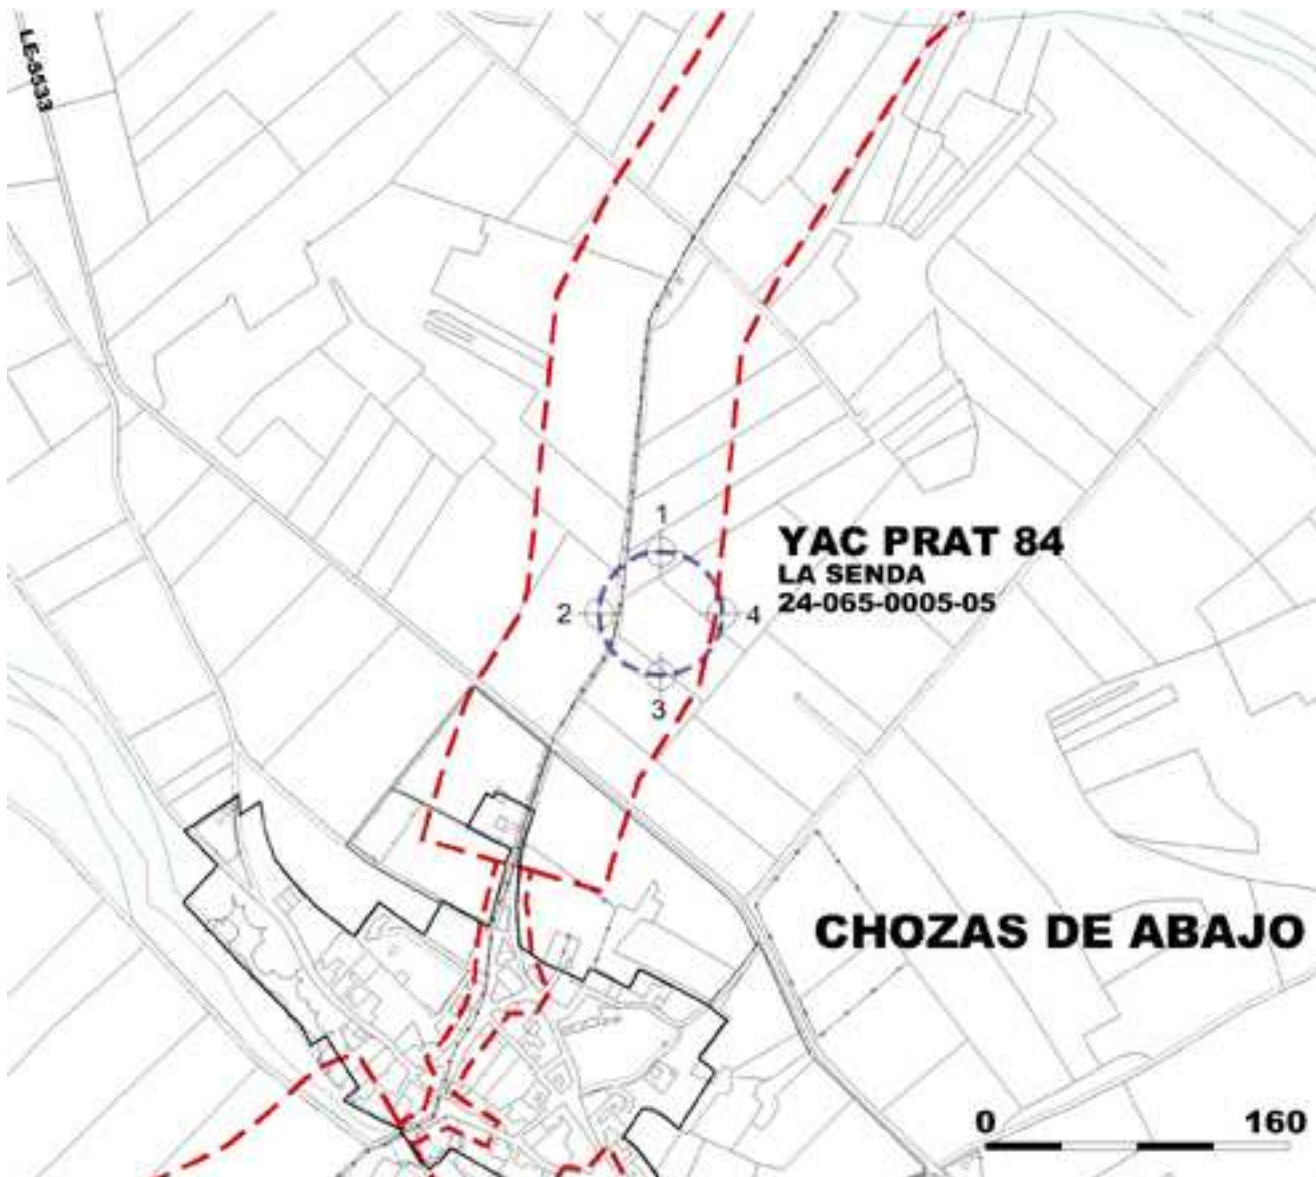 LE-5533
1
YAC PRAT 84
LA SENDA
24-065-0005-05
2
4
3
CHOZAS DE ABAJO
0 160